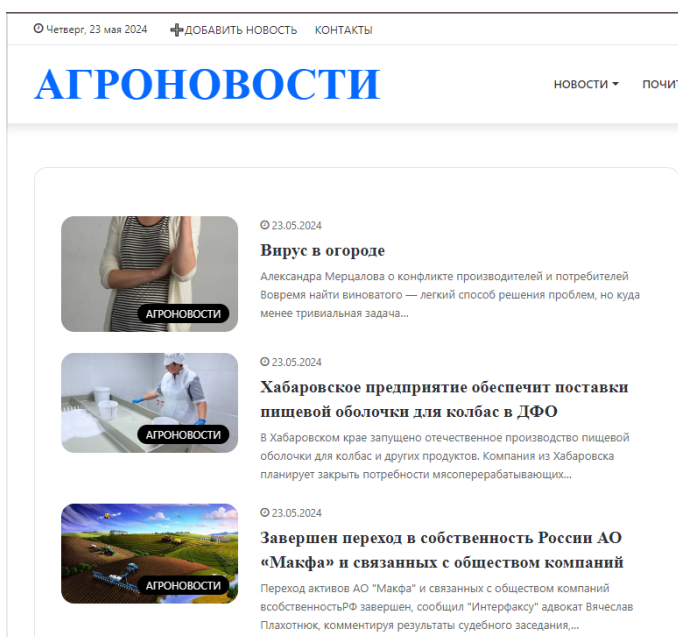 Четверг, 23 мая 2024 ДОБАВИТЬ НОВОСТЬ КОНТАКТЫ
АГРОНОВОСТИ
НОВОСТИ ПОЧИТ
23.05.2024
Вирус в огороде
Александра Мерцалова о конфликте производителей и потребителей
Вовремя найти виноватого — легкий способ решения проблем, но куда
менее тривиальная задача...
АГРОНОВОСТИ
23.05.2024
Хабаровское предприятие обеспечит поставки
пищевой оболочки для колбас в ДФО
В Хабаровском крае запущено отечественное производство пищевой
оболочки для колбас и других продуктов. Компания из Хабаровска
планирует закрыть потребности мясоперерабатывающих...
АГРОНОВОСТИ
23.05.2024
Завершен переход в собственность России АО
«Макфа» и связанных с обществом компаний
Переход активов АО "Макфа" и связанных с обществом компаний
всобственностьРФ завершен, сообщил "Интерфаксу" адвокат Вячеслав
Плахотнюк, комментируя результаты судебного заседания,...
АГРОНОВОСТИ